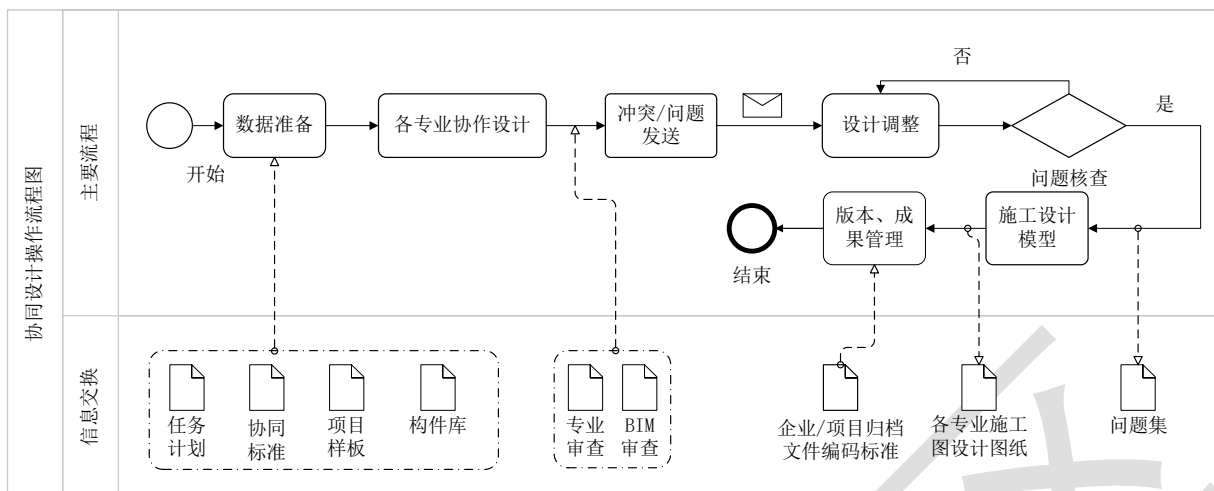 协同设计操作流程图
主要流程
信息交换
否
是
数据准备
各专业协作设计
冲突/问题
发送
设计调整
开始
问题核查
版本、成
果管理
施工设计
模型
结束
任务
计划
协同
标准
项目
样板
构件库
专业
审查
BIM
审查
企业/项目归档
文件编码标准
各专业施工
图设计图纸
问题集